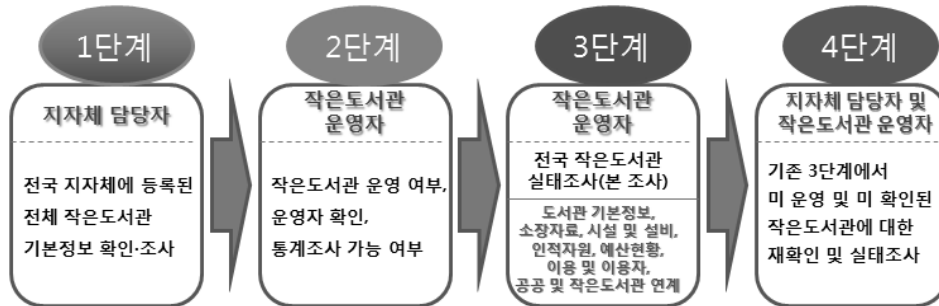 1단계
지자체 담당자
전국 지자체에 등록된
전체 작은도서관
기본정보 확인·조사
2단계
작은도서관
운영자
작은도서관 운영 여부,
운영자 확인,
통계조사 가능 여부
3단계
작은도서관
운영자
전국 작은도서관
실태조사(본 조사)
도서관 기본정보,
소장자료, 시설 및 설비,
인적자원, 예산현황,
이용 및 이용자,
공공 및 작은도서관 연계
4단계
지자체 담당자 및
작은도서관 운영자
기존 3단계에서
미 운영 및 미 확인된
작은도서관에 대한
재확인 및 실태조사